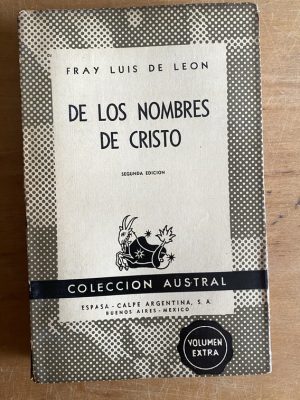 FRAY LUIS DE LEON
DE LOS NOMBRES
DE CRISTO
SEGUNDA EDICION
COLECCION AUSTRAL
ESPASA - CALPE ARGENTINA, S. A.
BUENOS AIRES - MEXICO
VOLUMEN
EXTRA